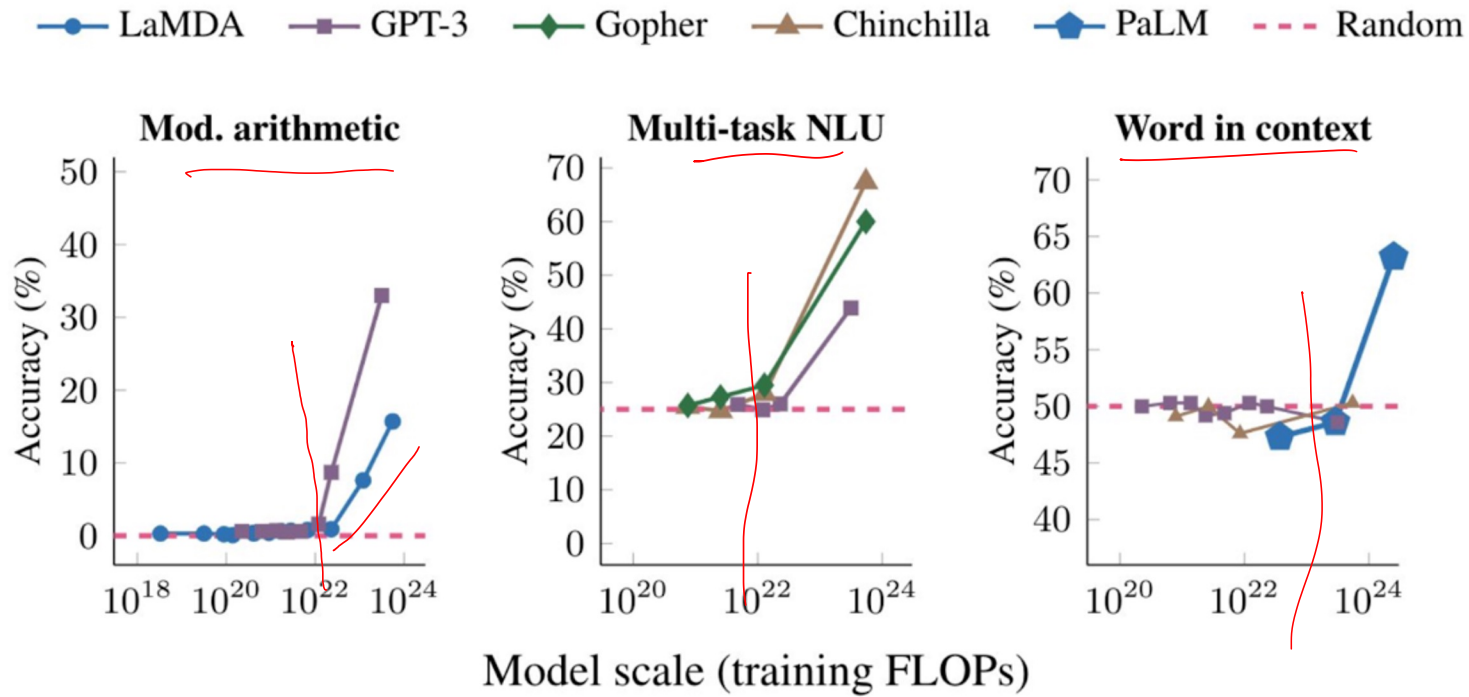 LaMDA GPT-3 Gopher Chinchilla PaLM Random
Mod. arithmetic Multi-task NLU Word in context
Accuracy (%)
50
40
30
20
10
0
10^18 10^20 10^22 10^24
Accuracy (%)
70
60
50
40
30
20
10
0
10^20 10^22 10^24
Accuracy (%)
70
65
60
55
50
45
40
10^20 10^22 10^24
Model scale (training FLOPs)